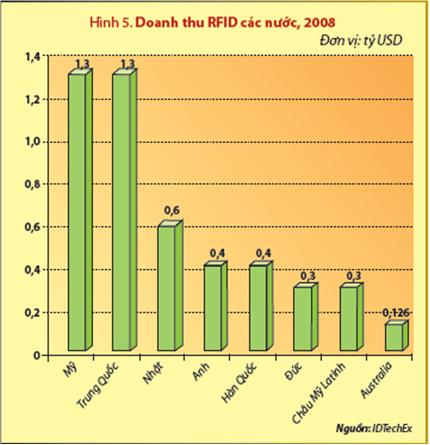 Hình 5. Doanh thu RFID các nước, 2008
Đơn vị: tỷ USD
1,4
1,2
1,0
0,8
0,6
0,4
0,2
0
1,3
1,3
0,6
0,4
0,4
0,3
0,3
0,126
Mỹ
Trung Quốc
Nhật
Anh
Hàn Quốc
Đức
Châu Mỹ Latinh
Australia
Nguồn: IDTechEx